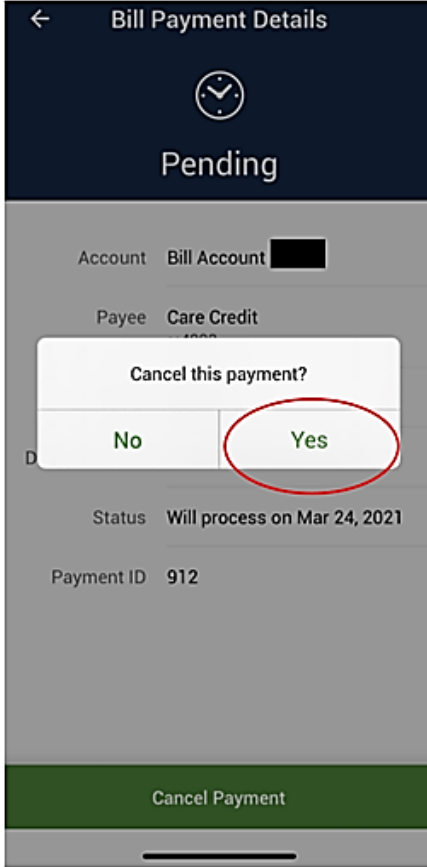 ← Bill Payment Details
Pending
Account Bill Account
Payee Care Credit
Cancel this payment?
No Yes
D
Status Will process on Mar 24, 2021
Payment ID 912
Cancel Payment